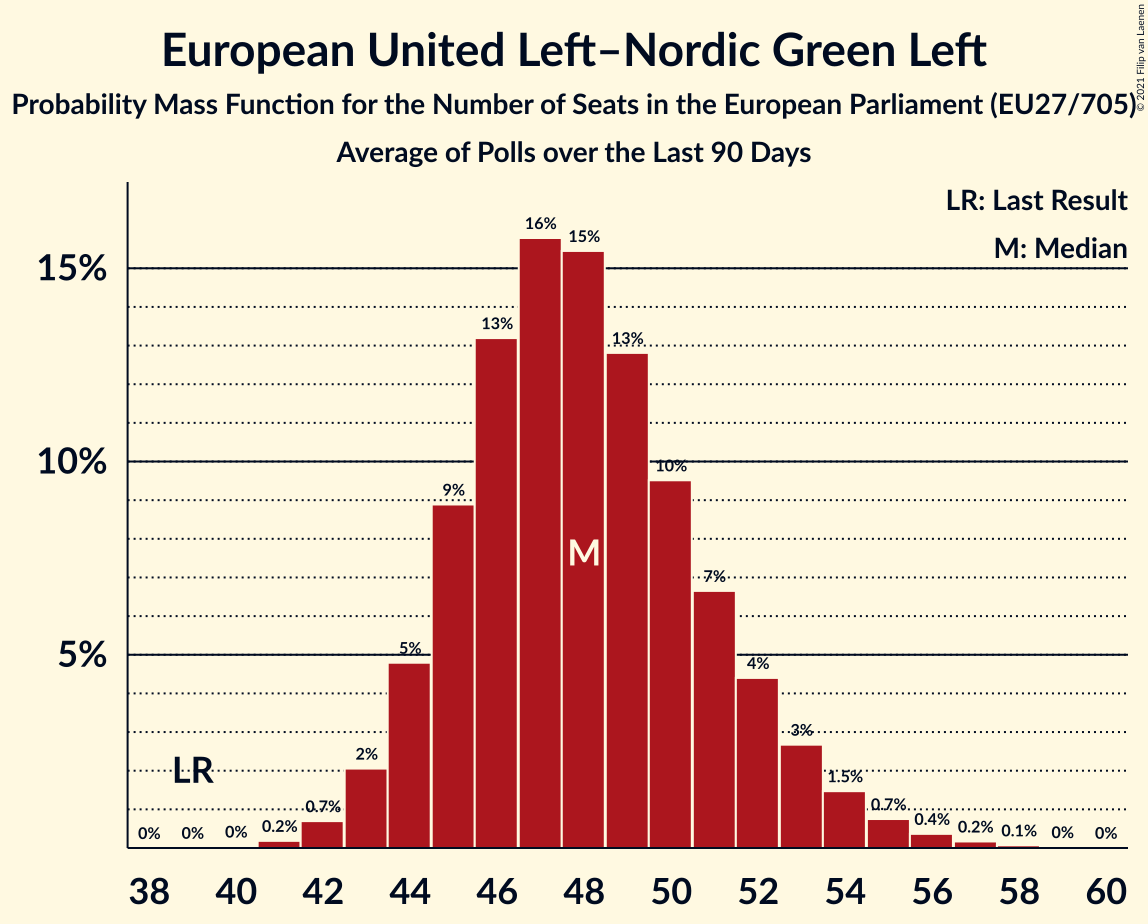 European United Left–Nordic Green Left
Probability Mass Function for the Number of Seats in the European Parliament (EU27/705)
Average of Polls over the Last 90 Days
© 2021 Filip van Laenen
LR: Last Result
M: Median
15%
10%
5%
0%
0%
0%
0.2%
0.7%
2%
5%
9%
13%
16%
15%
13%
10%
7%
4%
3%
1.5%
0.7%
0.4%
0.2%
0.1%
0%
0%
LR
M
38 40 42 44 46 48 50 52 54 56 58 60